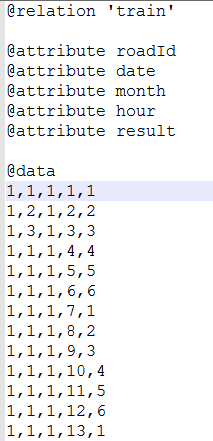 @relation 'train'
@attribute roadId
@attribute date
@attribute month
@attribute hour
@attribute result
@data
1,1,1,1,1
1,2,1,2,2
1,3,1,3,3
1,1,1,4,4
1,1,1,5,5
1,1,1,6,6
1,1,1,7,1
1,1,1,8,2
1,1,1,9,3
1,1,1,10,4
1,1,1,11,5
1,1,1,12,6
1,1,1,13,1